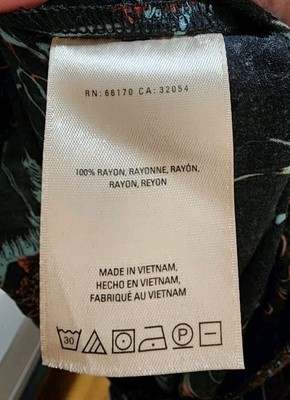 RN: 66170 CA: 32054
100% RAYON, RAYONNE, RAYÓN,
RAYON, REYON
MADE IN VIETNAM,
HECHO EN VIETNAM,
FABRIQUÉ AU VIETNAM
30
P